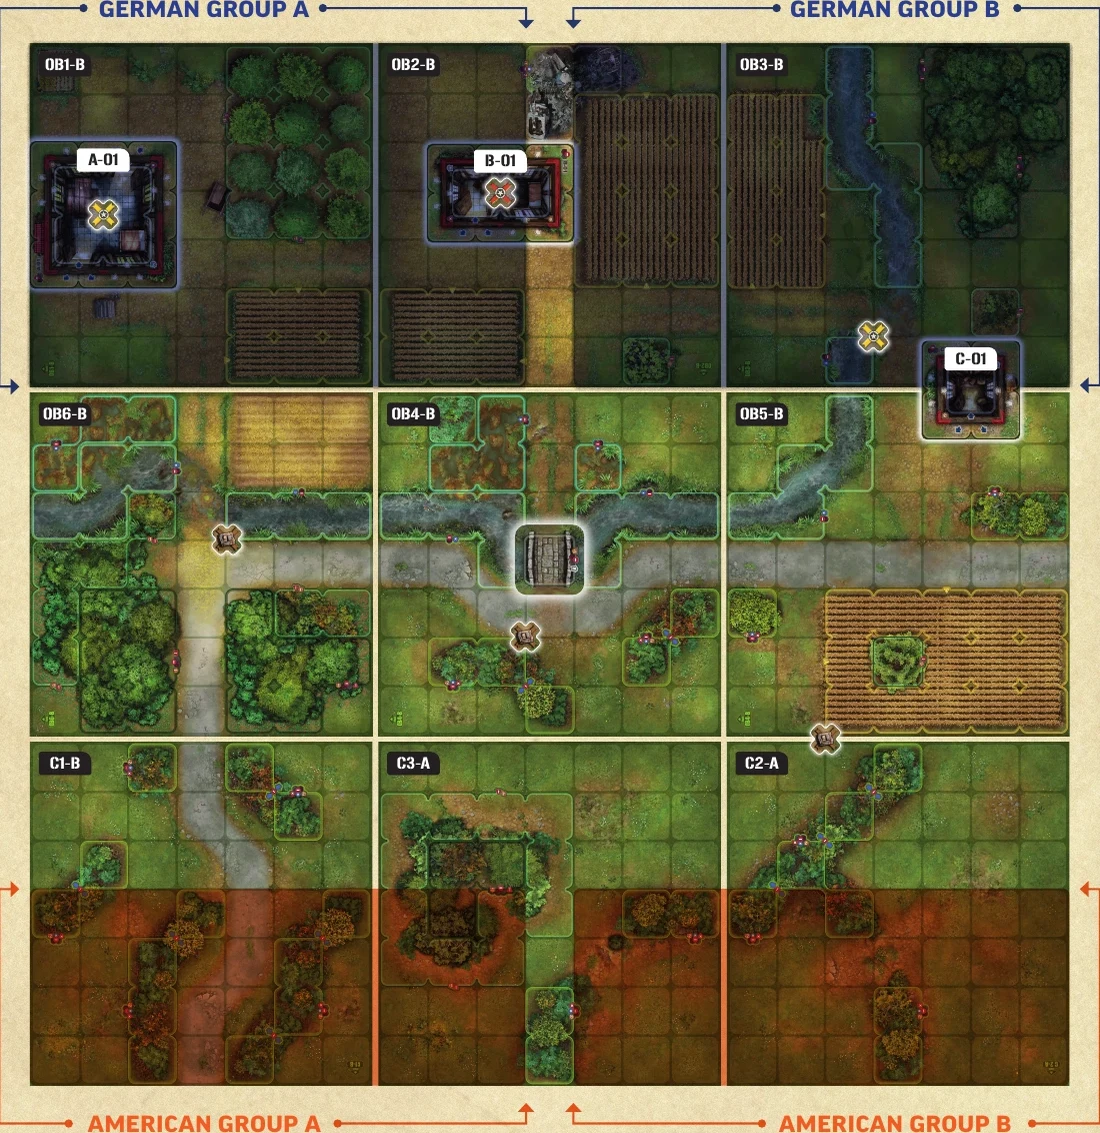 GERMAN GROUP A
GERMAN GROUP B
OB1-B
OB2-B
OB3-B
A-01
B-01
C-01
OB6-B
OB4-B
OB5-B
C1-B
C3-A
C2-A
AMERICAN GROUP A
AMERICAN GROUP B